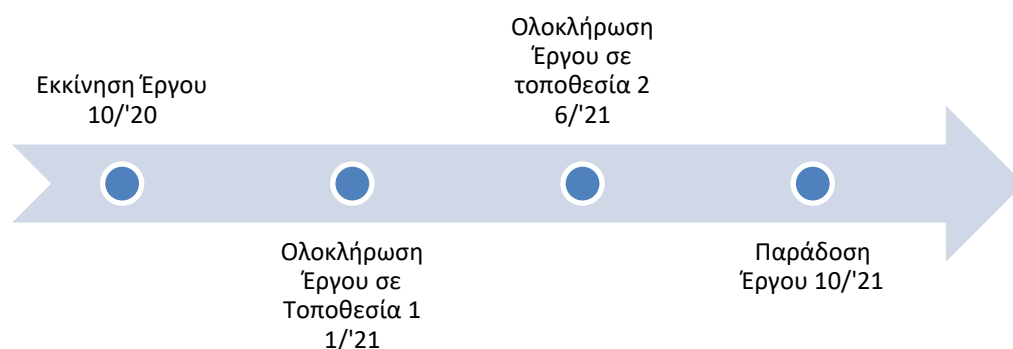 Εκκίνηση Έργου
10/'20
Ολοκλήρωση
Έργου σε
Τοποθεσία 1
1/'21
Ολοκλήρωση
Έργου σε
τοποθεσία 2
6/'21
Παράδοση
Έργου 10/'21